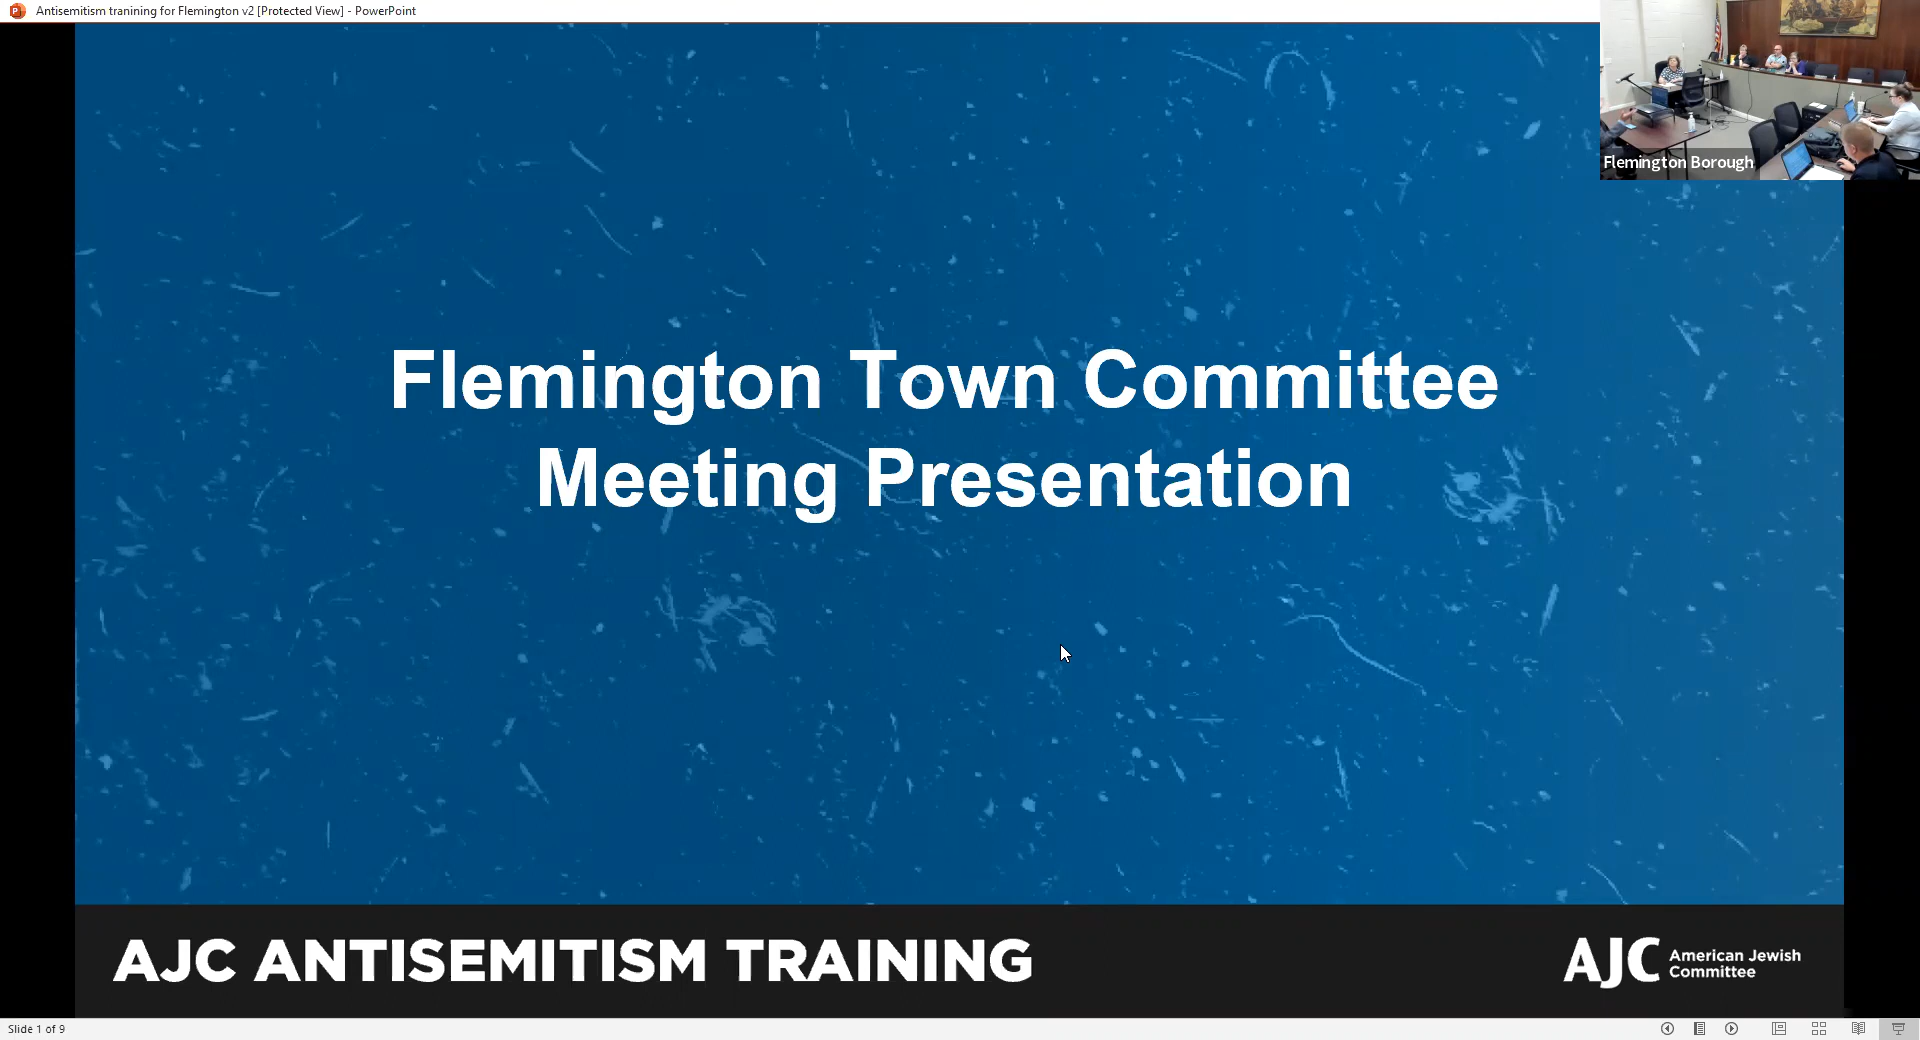 Antisemitism tranining for Flemington v2 [Protected View] - PowerPoint
Flemington Borough
Flemington Town Committee
Meeting Presentation
AJC ANTISEMITISM TRAINING
AJC American Jewish
Committee
Slide 1 of 9